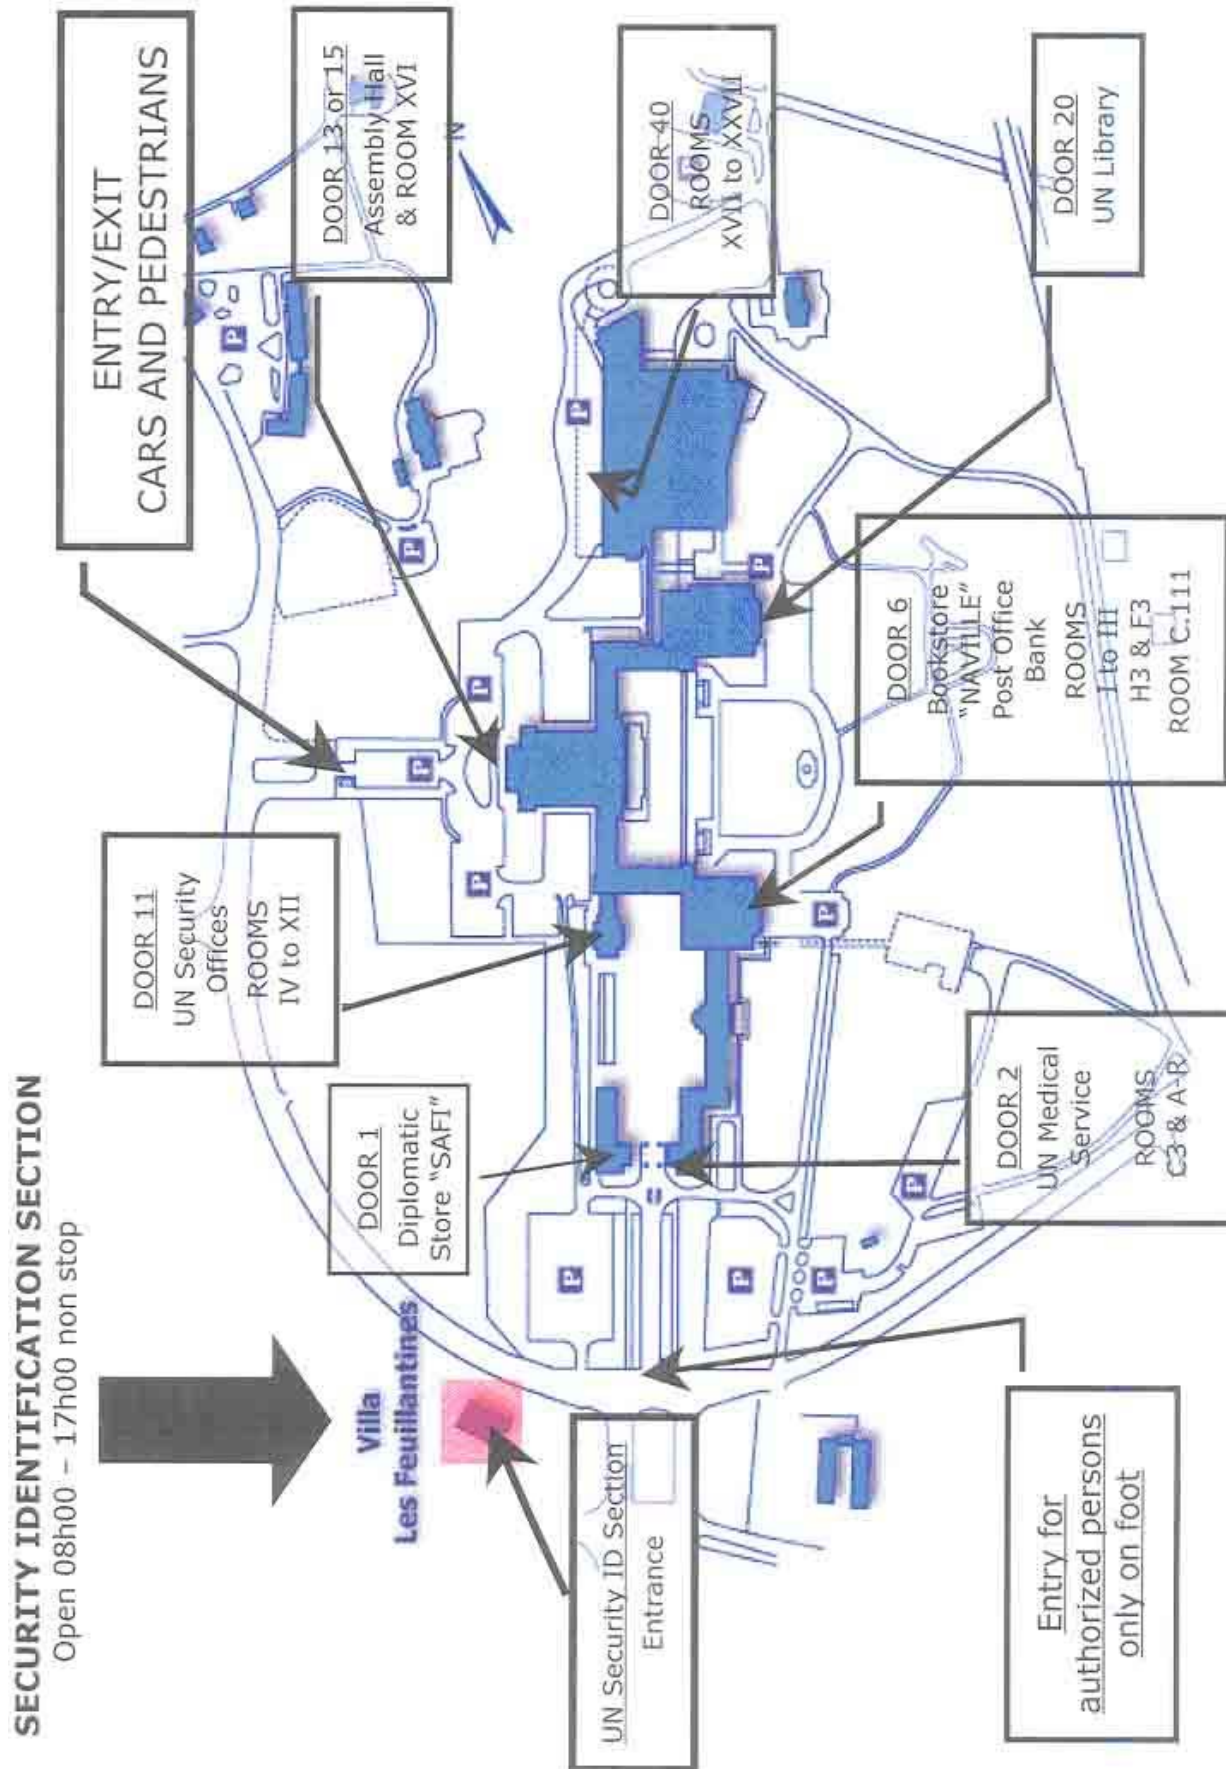 SECURITY IDENTIFICATION SECTION
Open 08h00 – 17h00 non stop
ENTRY/EXIT
CARS AND PEDESTRIANS
DOOR 11
UN Security
Offices
ROOMS
IV to XII
DOOR 13 or 15
Assembly Hall
& ROOM XVI
N
DOOR 1
Diplomatic
Store "SAFI"
Villa
Les Feuillantines
DOOR 40
ROOMS
XVII to XXVII
UN Security ID Section
Entrance
DOOR 6
Bookstore
"NAVILLE"
Post Office
Bank
ROOMS
I to III
H3 & F3
ROOM C.111
DOOR 20
UN Library
DOOR 2
UN Medical
Service
ROOMS
C3 & A-R
Entry for
authorized persons
only on foot
P
P
P
P
P
P
P
P
P
P
P
P